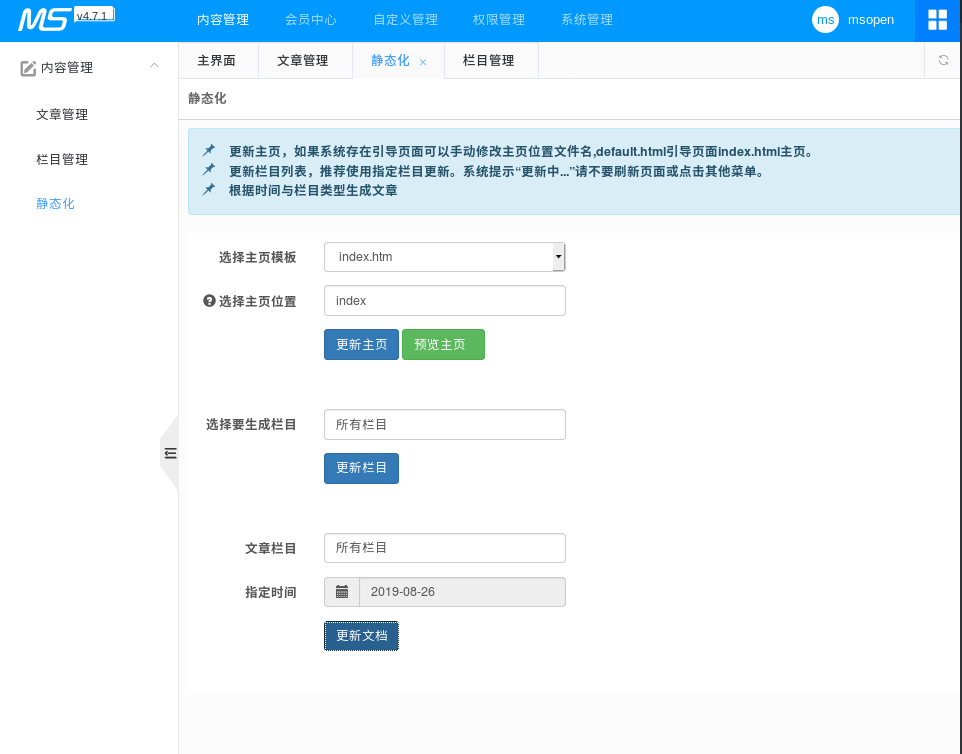 MS v4.7.1 内容管理 会员中心 自定义管理 权限管理 系统管理 ms msopen
内容管理
文章管理
栏目管理
静态化
主界面 文章管理 静态化 × 栏目管理
静态化
更新主页，如果系统存在引导页面可以手动修改主页位置文件名,default.html引导页面index.html主页。
更新栏目列表，推荐使用指定栏目更新。系统提示“更新中...”请不要刷新页面或点击其他菜单。
根据时间与栏目类型生成文章
选择主页模板 index.htm
选择主页位置 index
更新主页 预览主页
选择要生成栏目 所有栏目
更新栏目
文章栏目 所有栏目
指定时间 2019-08-26
更新文档